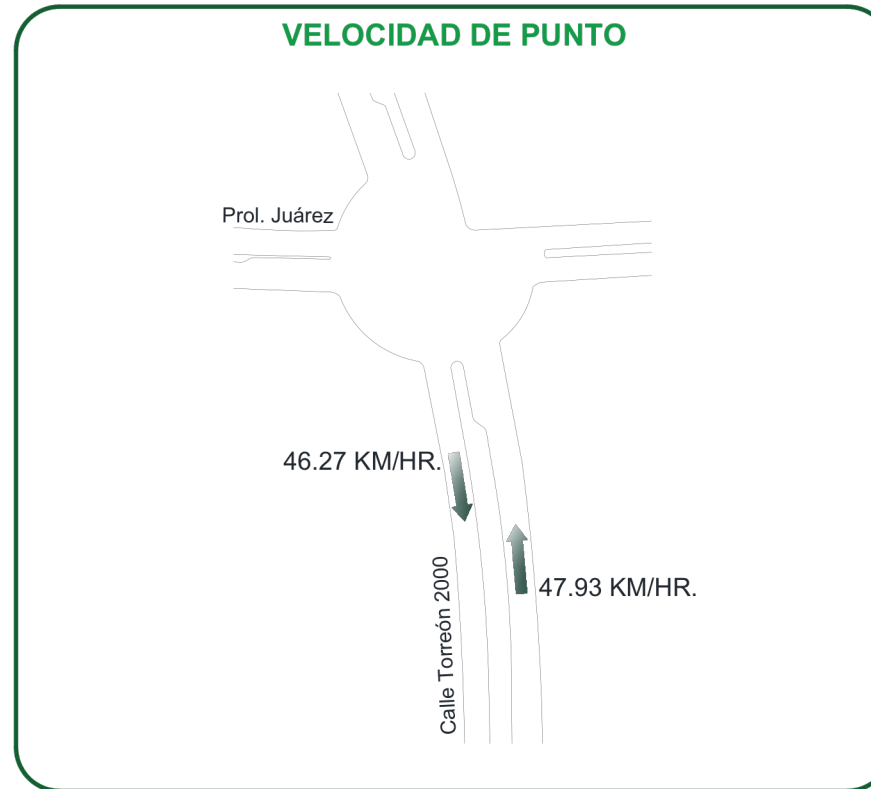 VELOCIDAD DE PUNTO
Prol. Juárez
46.27 KM/HR.
47.93 KM/HR.
Calle Torreón 2000